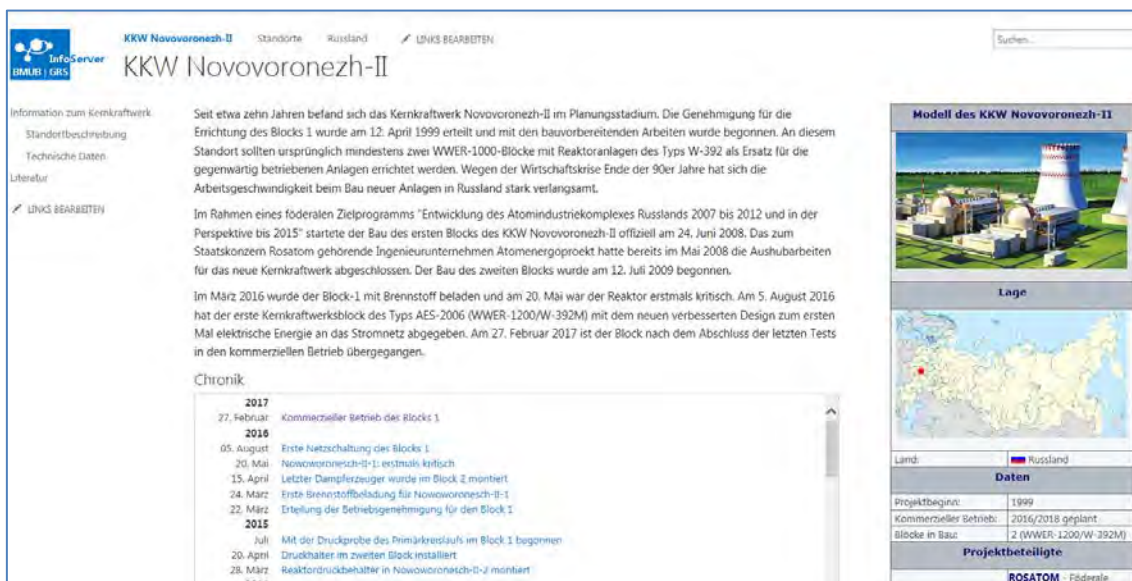 KKW Novovoronezh-II Standorte Russland LINKS BEARBEITEN
Suchen...
InfoServer
BMUB | GRS
KKW Novovoronezh-II
Information zum Kernkraftwerk
Standortbeschreibung
Technische Daten
Literatur
LINKS BEARBEITEN
Seit etwa zehn Jahren befand sich das Kernkraftwerk Novovoronezh-II im Planungsstadium. Die Genehmigung für die
Errichtung des Blocks 1 wurde am 12. April 1999 erteilt und mit den bauvorbereitenden Arbeiten wurde begonnen. An diesem
Standort sollten ursprünglich mindestens zwei WWER-1000-Blöcke mit Reaktoranlagen des Typs W-392 als Ersatz für die
gegenwärtig betriebenen Anlagen errichtet werden. Wegen der Wirtschaftskrise Ende der 90er Jahre hat sich die
Arbeitsgeschwindigkeit beim Bau neuer Anlagen in Russland stark verlangsamt.
Im Rahmen eines föderalen Zielprogramms "Entwicklung des Atomindustriekomplexes Russlands 2007 bis 2012 und in der
Perspektive bis 2015" startete der Bau des ersten Blocks des KKW Novovoronezh-II offiziell am 24. Juni 2008. Das zum
Staatskonzern Rosatom gehörende Ingenieurunternehmen Atomenergoproekt hatte bereits im Mai 2008 die Aushubarbeiten
für das neue Kernkraftwerk abgeschlossen. Der Bau des zweiten Blocks wurde am 12. Juli 2009 begonnen.
Im März 2016 wurde der Block-1 mit Brennstoff beladen und am 20. Mai war der Reaktor erstmals kritisch. Am 5. August 2016
hat der erste Kernkraftwerksblock des Typs AES-2006 (WWER-1200/W-392M) mit dem neuen verbesserten Design zum ersten
Mal elektrische Energie an das Stromnetz abgegeben. Am 27. Februar 2017 ist der Block nach dem Abschluss der letzten Tests
in den kommerziellen Betrieb übergegangen.
Chronik
2017
27. Februar Kommerzieller Betrieb des Blocks 1
2016
05. August Erste Netzschaltung des Blocks 1
20. Mai Nowoworonesch-II-1: erstmals kritisch
15. April Letzter Dampferzeuger wurde im Block 2 montiert
24. März Erste Brennstoffbeladung für Nowoworonesch-II-1
22. März Erteilung der Betriebsgenehmigung für den Block 1
2015
Juli Mit der Druckprobe des Primärkreislaufs im Block 1 begonnen
20. April Druckhalter im zweiten Block installiert
28. März Reaktordruckbehälter in Nowoworonesch-II-2 montiert
Modell des KKW Novovoronezh-II
Lage
Land: Russland
Daten
Projektbeginn: 1999
Kommerzieller Betrieb: 2016/2018 geplant
Blöcke in Bau: 2 (WWER-1200/W-392M)
Projektbeteiligte
ROSATOM - Föderale